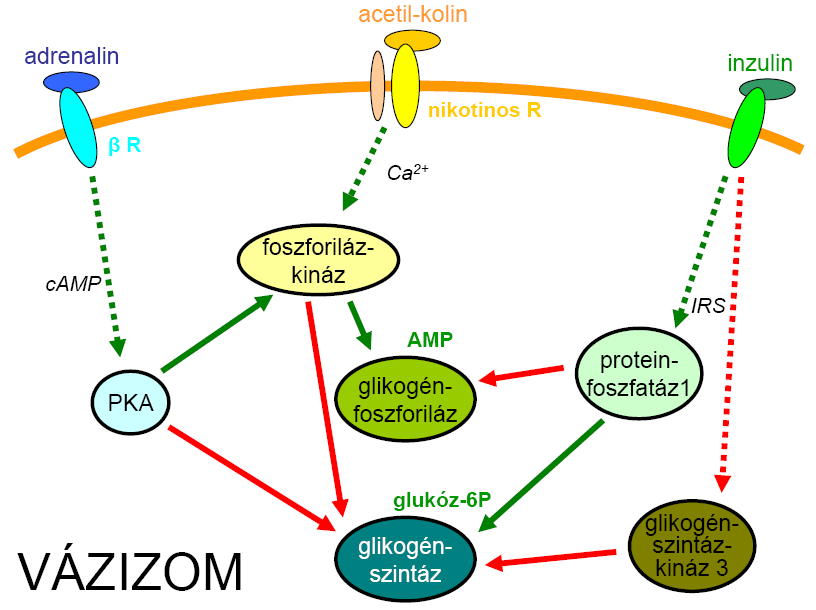 acetil-kolin
adrenalin
inzulin
nikotinos R
β R
Ca²⁺
foszforiláz-
kináz
cAMP
IRS
AMP
protein-
foszfatáz1
glikogén-
foszforiláz
PKA
glukóz-6P
glikogén-
szintáz-
kináz 3
glikogén-
szintáz
VÁZIZOM